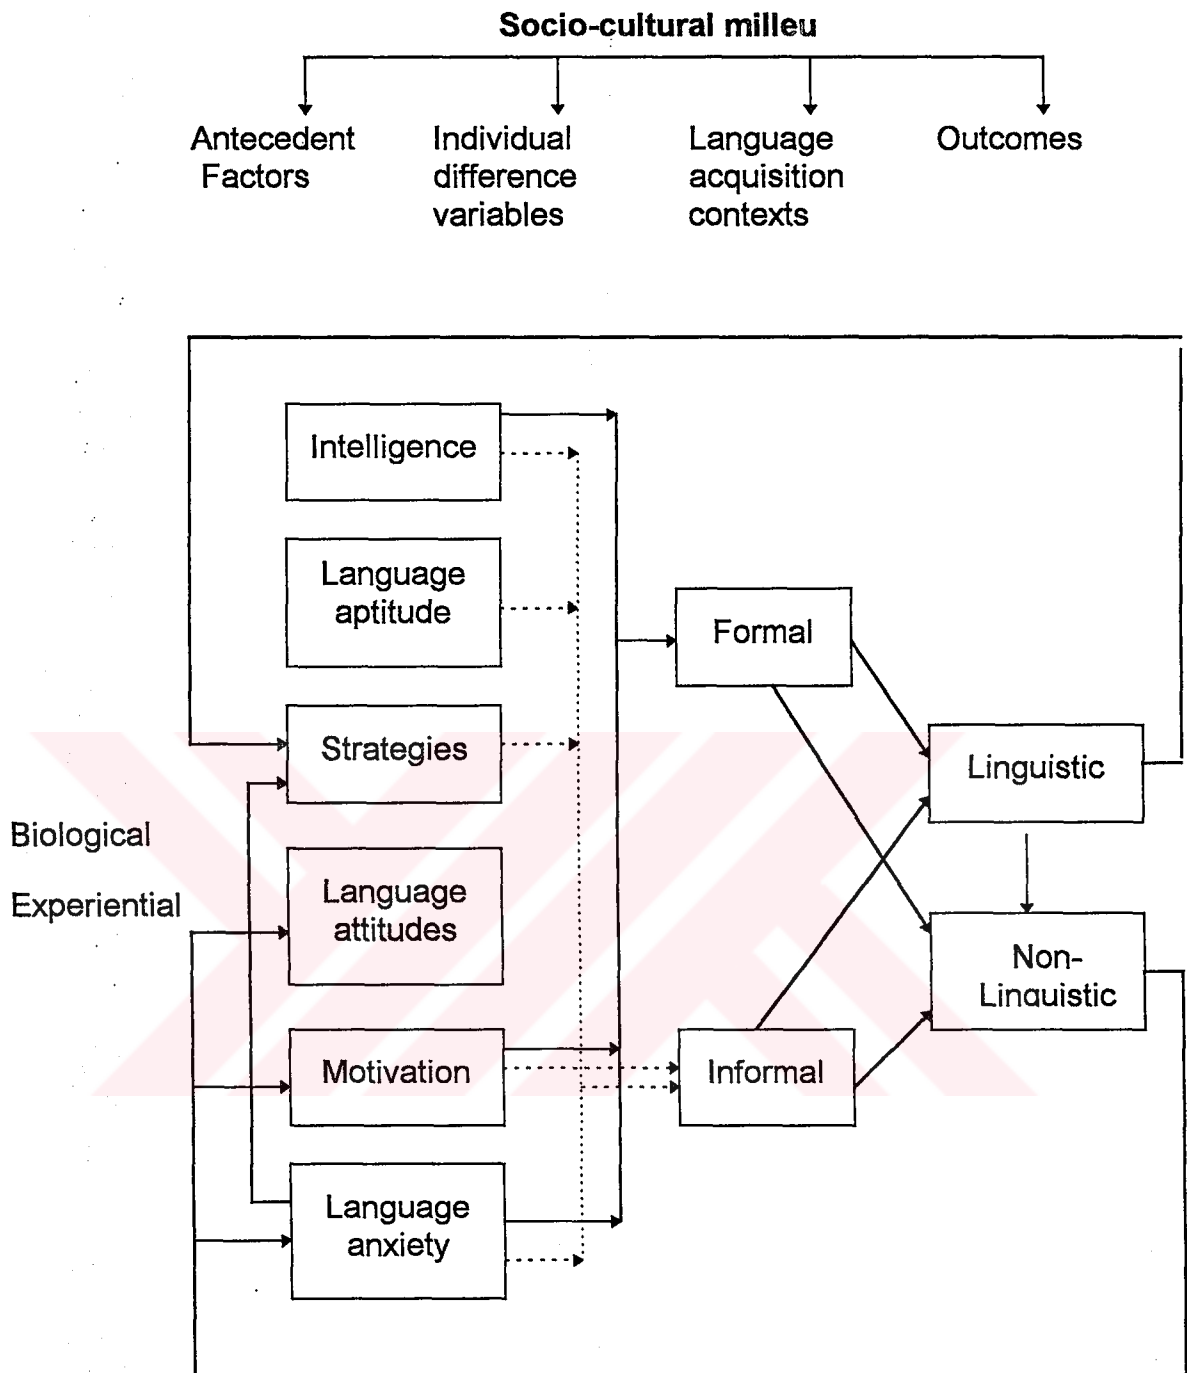 Socio-cultural milleu
Antecedent
Factors
Individual
difference
variables
Language
acquisition
contexts
Outcomes
Intelligence
Language
aptitude
Strategies
Language
attitudes
Motivation
Language
anxiety
Biological
Experiential
Formal
Informal
Linguistic
Non-
Linguistic